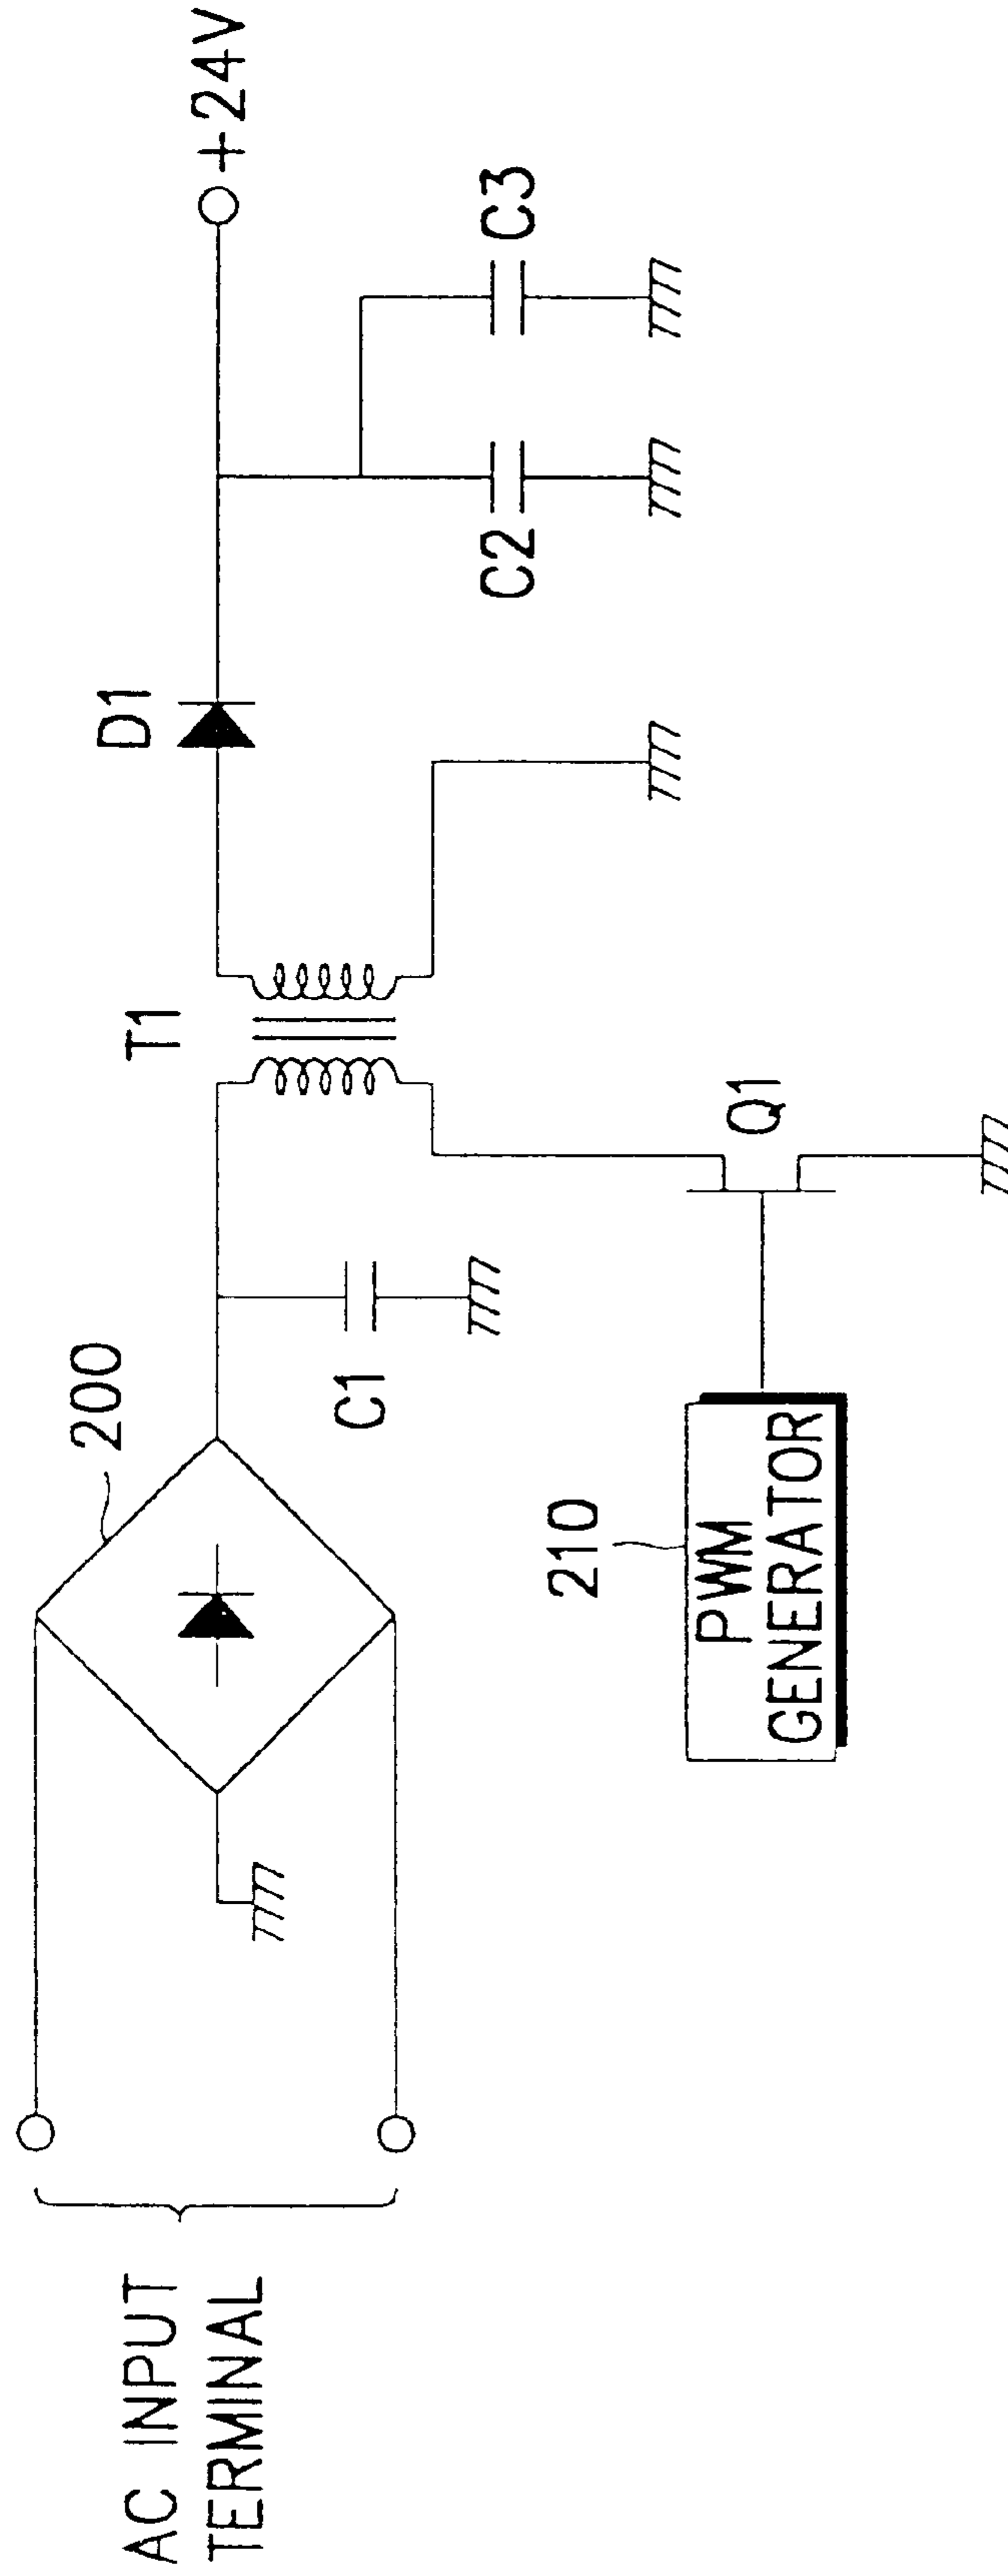 AC INPUT
TERMINAL
200
C1
210
PWM
GENERATOR
Q1
T1
D1
C2
C3
+24V